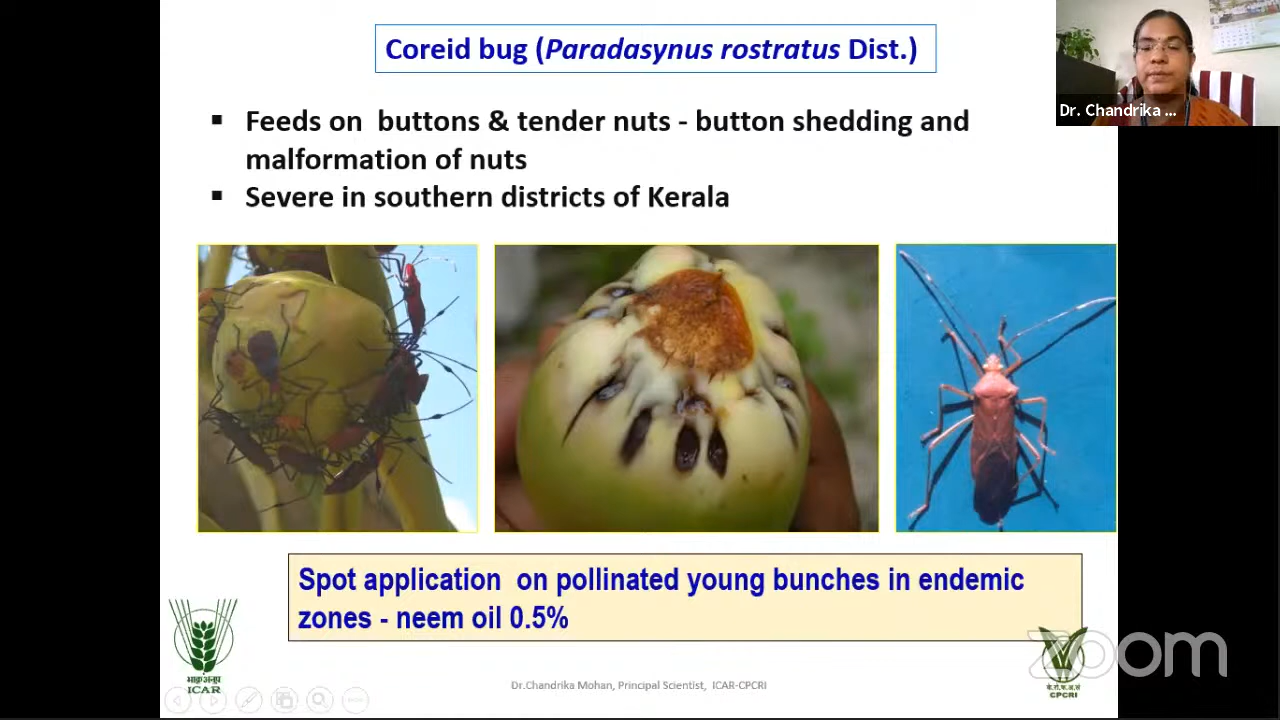 Coreid bug (Paradasynus rostratus Dist.)
Dr. Chandrika ...
▪ Feeds on buttons & tender nuts - button shedding and
malformation of nuts
▪ Severe in southern districts of Kerala
Spot application on pollinated young bunches in endemic
zones - neem oil 0.5%
zoom
भाकृअनुप
ICAR
Dr.Chandrika Mohan, Principal Scientist, ICAR-CPCRI
CPCRI